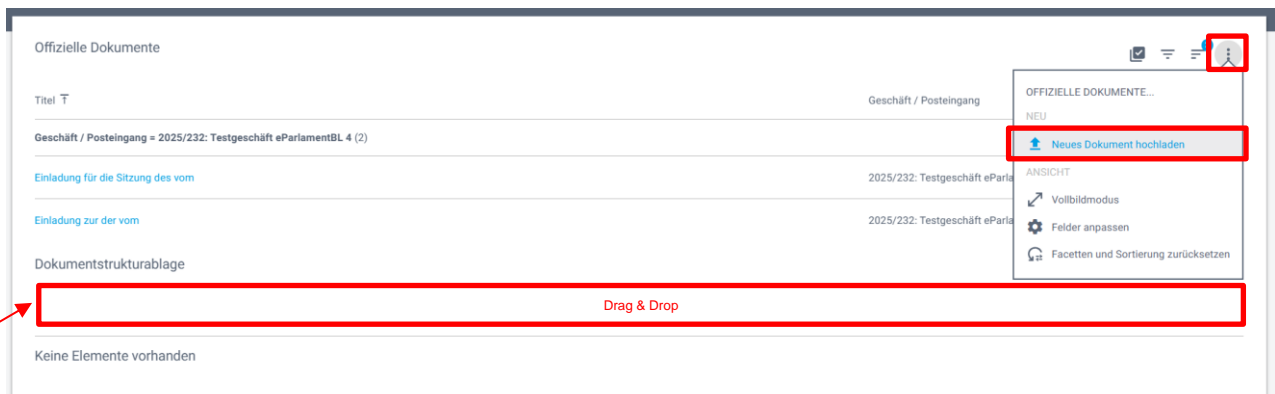 Offizielle Dokumente
Titel
Geschäft / Posteingang
Geschäft / Posteingang = 2025/232: Testgeschäft eParlamentBL 4 (2)
Einladung für die Sitzung des vom
2025/232: Testgeschäft eParla
Einladung zur der vom
2025/232: Testgeschäft eParla
OFFIZIELLE DOKUMENTE...
NEU
Neues Dokument hochladen
ANSICHT
Vollbildmodus
Felder anpassen
Facetten und Sortierung zurücksetzen
Dokumentstrukturablage
Drag & Drop
Keine Elemente vorhanden